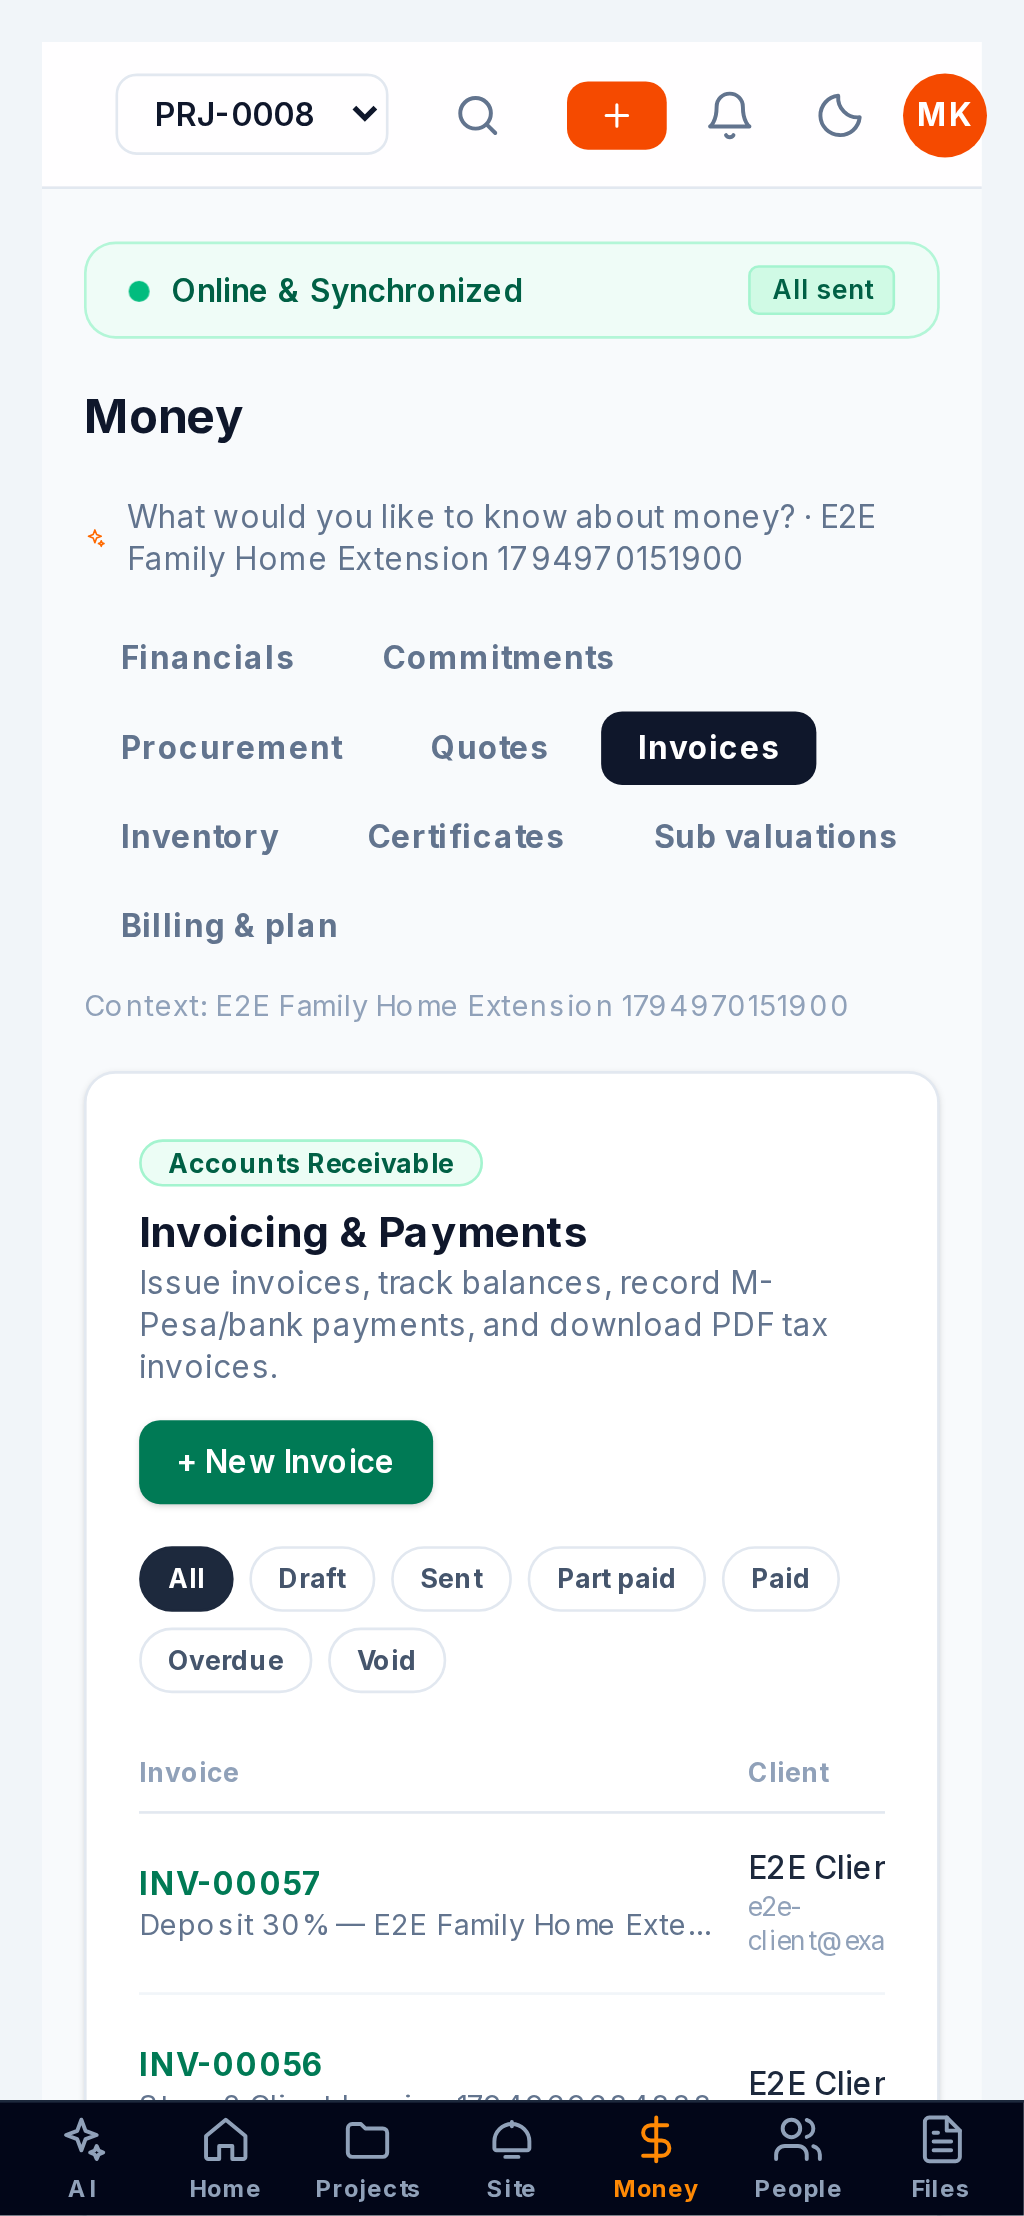 PRJ-0008
MK
Online & Synchronized
All sent
Money
What would you like to know about money? · E2E
Family Home Extension 1794970151900
Financials Commitments
Procurement Quotes Invoices
Inventory Certificates Sub valuations
Billing & plan
Context: E2E Family Home Extension 1794970151900
Accounts Receivable
Invoicing & Payments
Issue invoices, track balances, record M-
Pesa/bank payments, and download PDF tax
invoices.
+ New Invoice
All Draft Sent Part paid Paid
Overdue Void
Invoice Client
INV-00057
Deposit 30% — E2E Family Home Exte...
E2E Clier
e2e-
client@exa
INV-00056
E2E Clier
AI Home Projects Site Money People Files